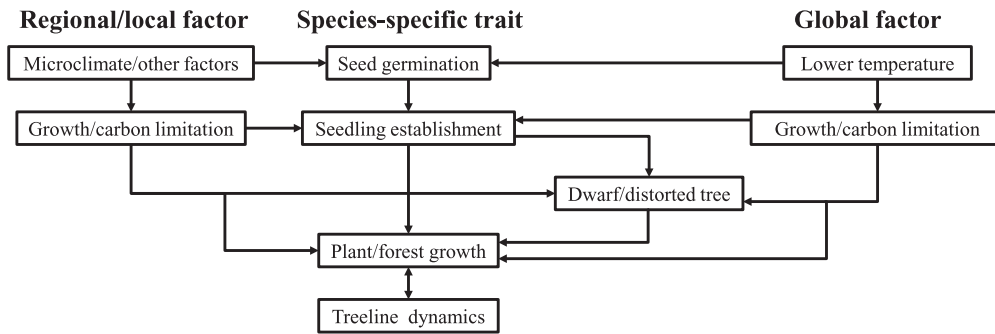 Regional/local factor
Species-specific trait
Global factor
Microclimate/other factors
Seed germination
Lower temperature
Growth/carbon limitation
Seedling establishment
Growth/carbon limitation
Dwarf/distorted tree
Plant/forest growth
Treeline dynamics